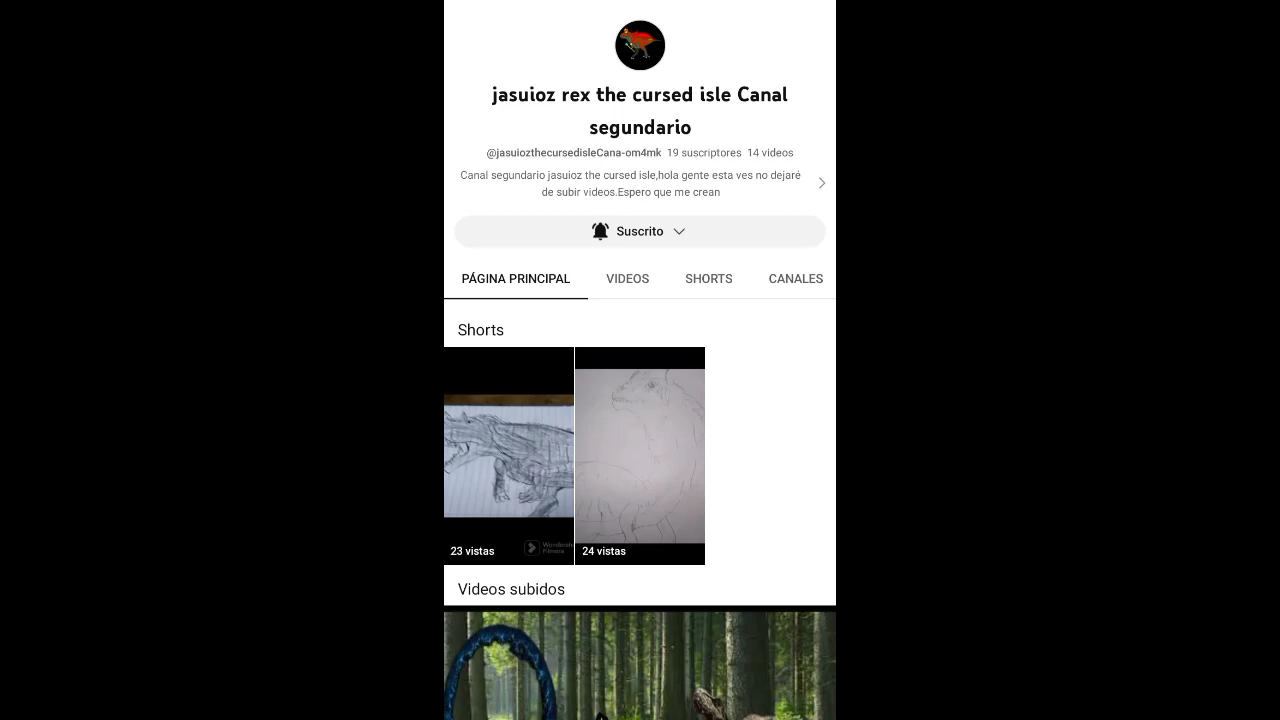 jasuioz rex the cursed isle Canal
segundario
@jasuiozthecursedisleCana-om4mk 19 suscriptores 14 videos
Canal segundario jasuioz the cursed isle,hola gente esta ves no dejaré
de subir videos.Espero que me crean
Suscrito
PÁGINA PRINCIPAL VIDEOS SHORTS CANALES
Shorts
23 vistas
24 vistas
Videos subidos